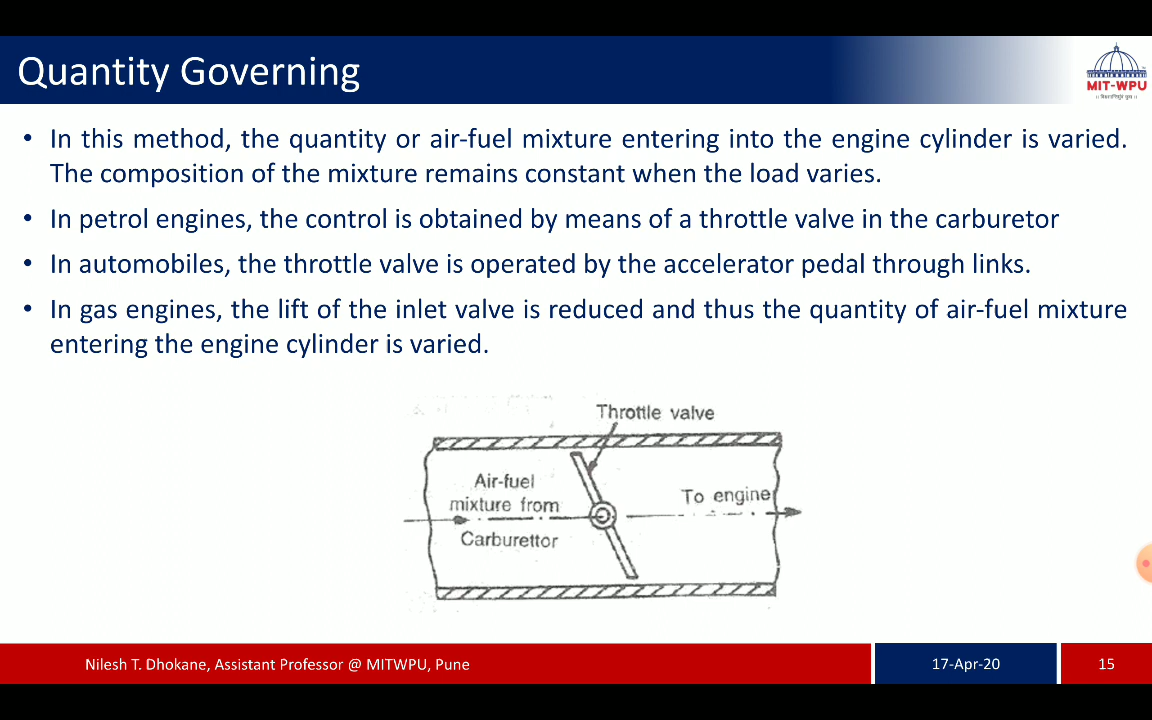 Quantity Governing
MIT-WPU
• In this method, the quantity or air-fuel mixture entering into the engine cylinder is varied.
The composition of the mixture remains constant when the load varies.
• In petrol engines, the control is obtained by means of a throttle valve in the carburetor
• In automobiles, the throttle valve is operated by the accelerator pedal through links.
• In gas engines, the lift of the inlet valve is reduced and thus the quantity of air-fuel mixture
entering the engine cylinder is varied.
Throttle valve
Air-fuel
mixture from
Carburettor
To engine
Nilesh T. Dhokane, Assistant Professor @ MITWPU, Pune
17-Apr-20
15